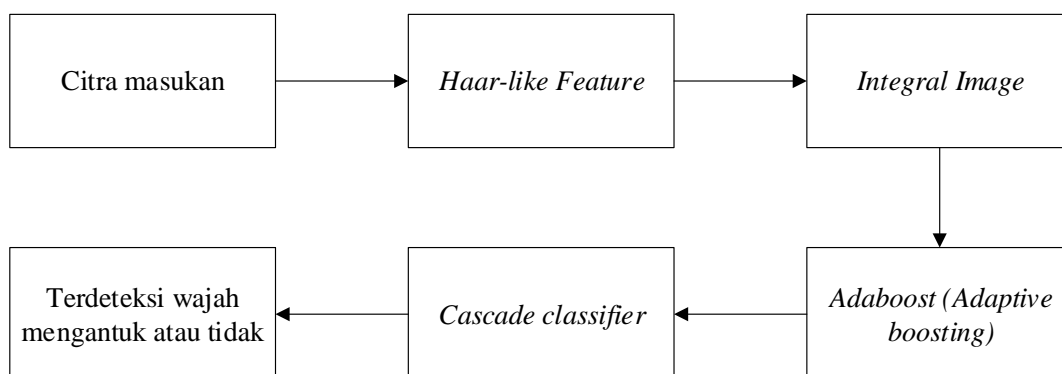 Citra masukan
Haar-like Feature
Integral Image
Adaboost (Adaptive
boosting)
Cascade classifier
Terdeteksi wajah
mengantuk atau tidak